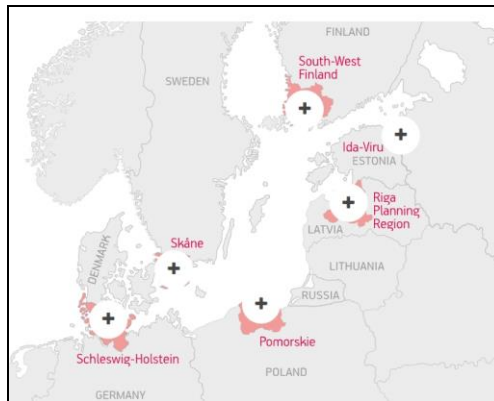 FINLAND
South-West
Finland
SWEDEN
Ida-Viru
ESTONIA
Riga
Planning
Region
LATVIA
Skåne
DENMARK
LITHUANIA
RUSSIA
Pomorskie
Schleswig-Holstein
POLAND
GERMANY